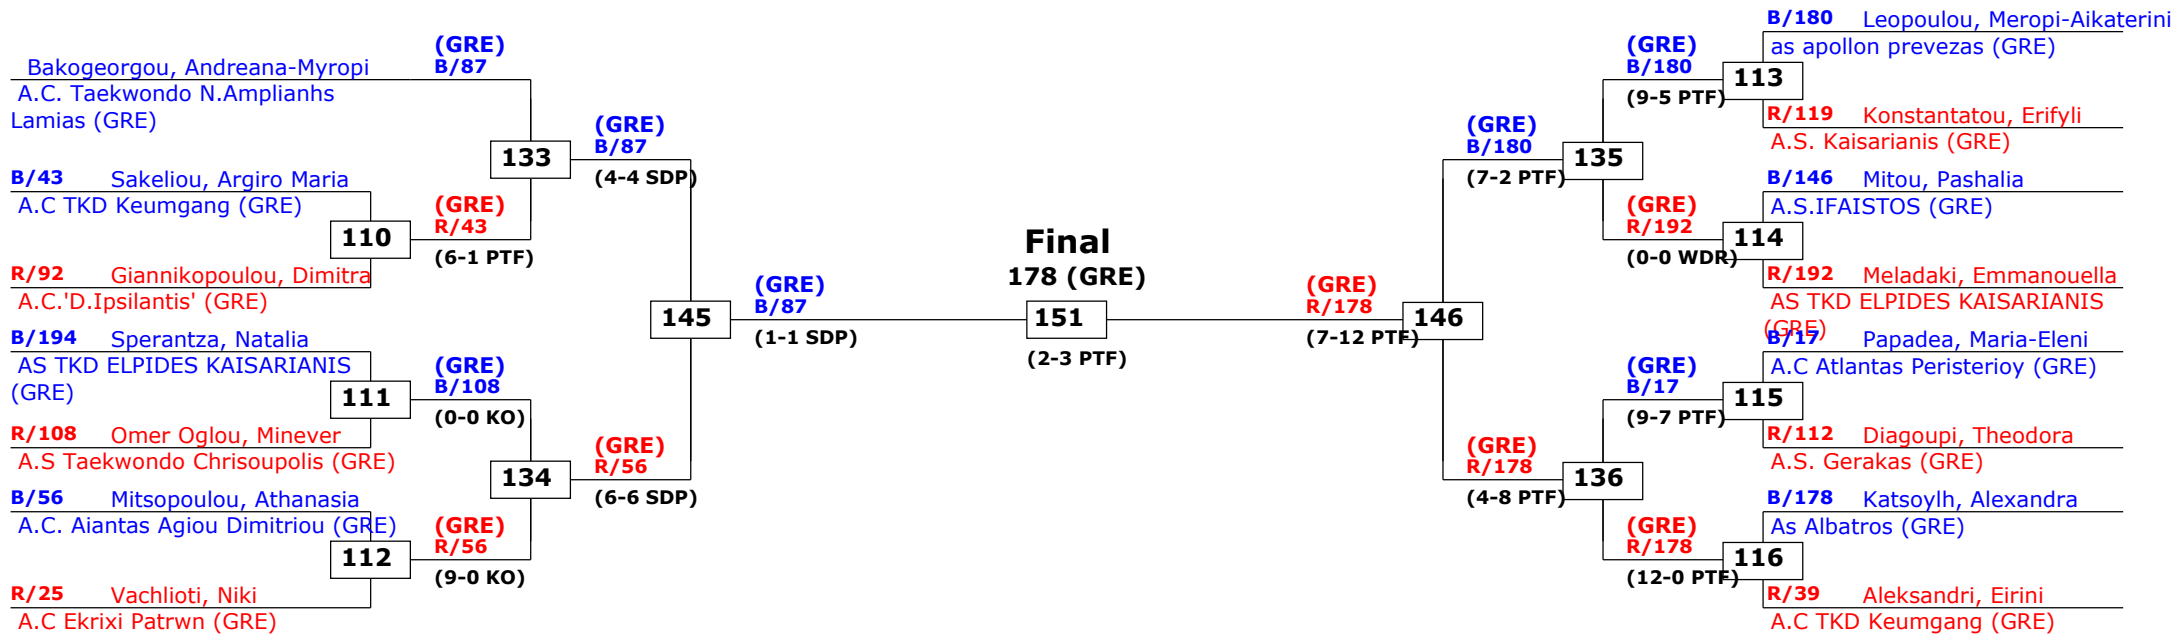 Bakogeorgou, Andreana-Myropi
A.C. Taekwondo N.Amplianhs
Lamias (GRE)
B/43 Sakeliou, Argiro Maria
A.C TKD Keumgang (GRE)
110
R/92 Giannikopoulou, Dimitra
A.C.'D.Ipsilantis' (GRE)
B/194 Sperantza, Natalia
AS TKD ELPIDES KAISARIANIS
(GRE)
111
R/108 Omer Oglou, Minever
A.S Taekwondo Chrisoupolis (GRE)
B/56 Mitsopoulou, Athanasia
A.C. Aiantas Agiou Dimitriou (GRE)
112
R/25 Vachlioti, Niki
A.C Ekrixi Patrwn (GRE)
(GRE)
B/87
133
(GRE)
R/43
(6-1 PTF)
(GRE)
B/108
(0-0 KO)
134
(GRE)
R/56
(9-0 KO)
(GRE)
B/87
(4-4 SDP)
145
(GRE)
R/56
(6-6 SDP)
(GRE)
B/87
(1-1 SDP)
Final
178 (GRE)
151
(2-3 PTF)
(GRE)
R/178
(7-12 PTF)
146
(GRE)
B/180
(7-2 PTF)
135
(GRE)
R/178
(4-8 PTF)
136
(GRE)
B/180
(9-5 PTF)
113
(GRE)
R/192
(0-0 WDR)
114
(GRE)
B/17
(9-7 PTF)
115
(GRE)
R/178
(12-0 PTF)
116
B/180 Leopoulou, Meropi-Aikaterini
as apollon prevezas (GRE)
R/119 Konstantatou, Erifyli
A.S. Kaisarianis (GRE)
B/146 Mitou, Pashalia
A.S.IFAISTOS (GRE)
R/192 Meladaki, Emmanouella
AS TKD ELPIDES KAISARIANIS
(GRE)
B/17 Papadea, Maria-Eleni
A.C Atlantas Peristerioy (GRE)
R/112 Diagoupi, Theodora
A.S. Gerakas (GRE)
B/178 Katsoylh, Alexandra
As Albatros (GRE)
R/39 Aleksandri, Eirini
A.C TKD Keumgang (GRE)